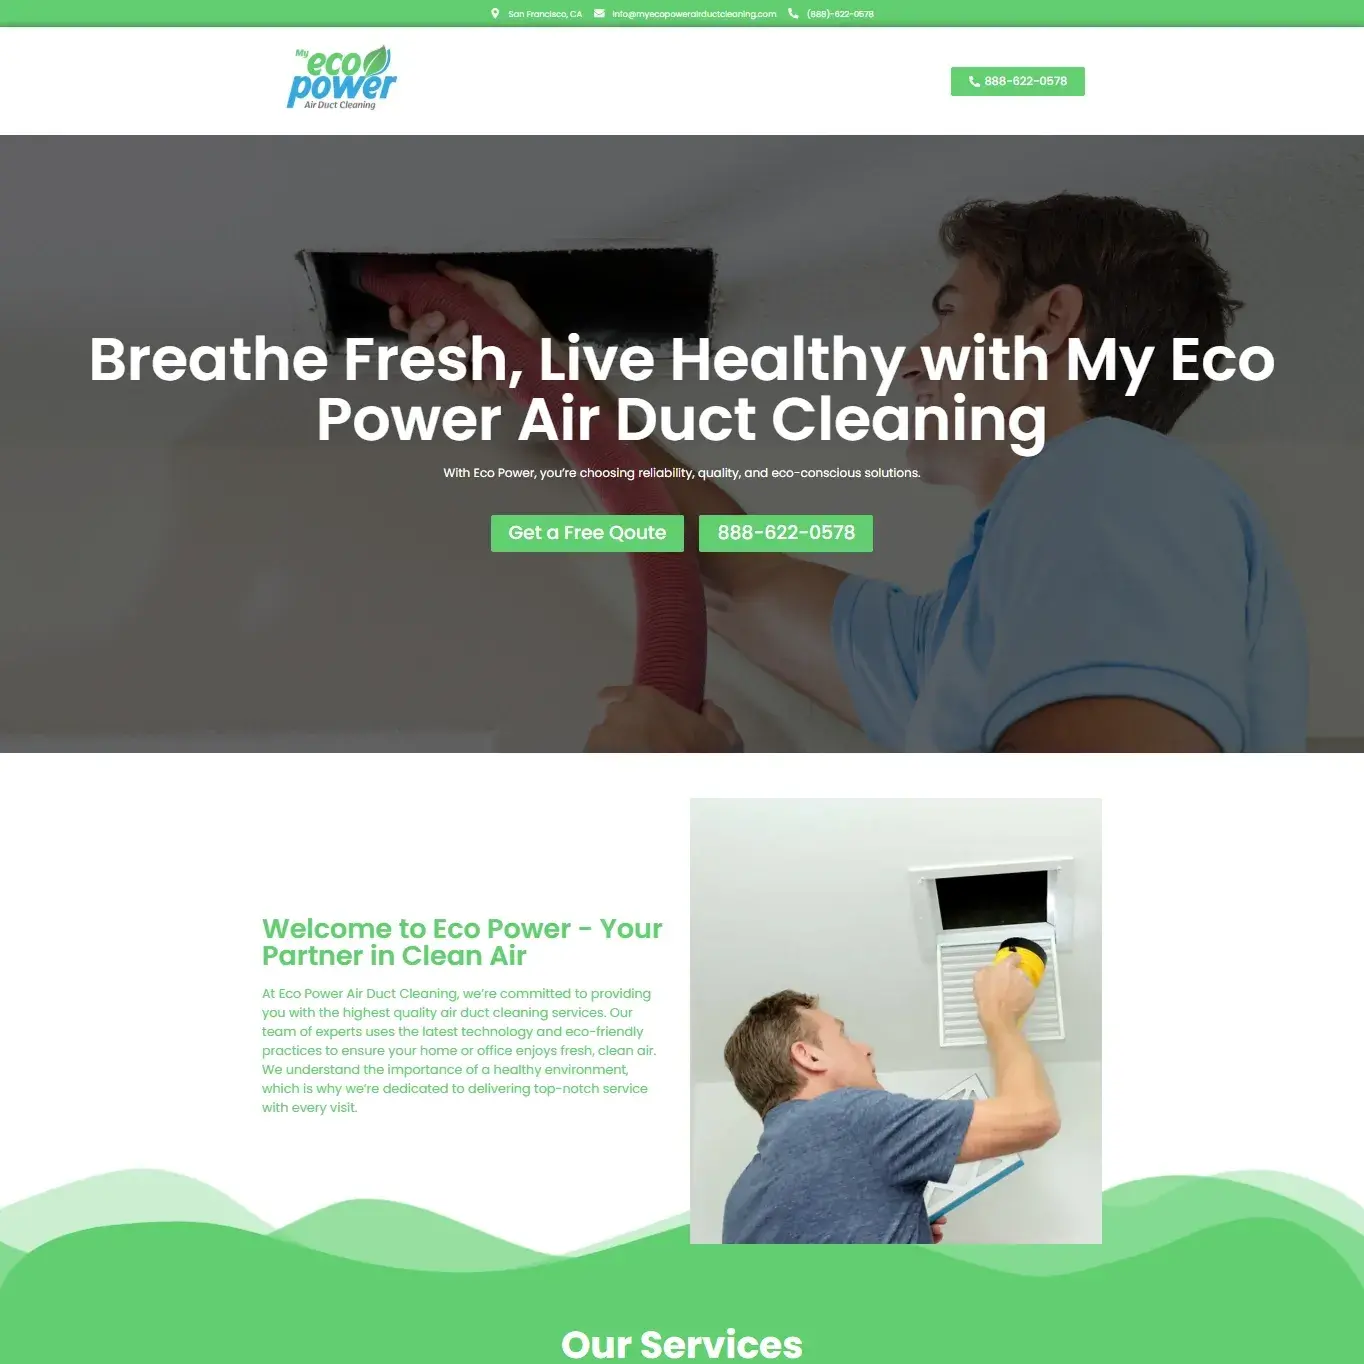 San Francisco, CA info@myecopowerairductcleaning.com (888)-622-0578
My
eco
power
Air Duct Cleaning
888-622-0578
Breathe Fresh, Live Healthy with My Eco
Power Air Duct Cleaning
With Eco Power, you’re choosing reliability, quality, and eco-conscious solutions.
Get a Free Qoute 888-622-0578
Welcome to Eco Power - Your
Partner in Clean Air
At Eco Power Air Duct Cleaning, we’re committed to providing
you with the highest quality air duct cleaning services. Our
team of experts uses the latest technology and eco-friendly
practices to ensure your home or office enjoys fresh, clean air.
We understand the importance of a healthy environment,
which is why we’re dedicated to delivering top-notch service
with every visit.
Our Services